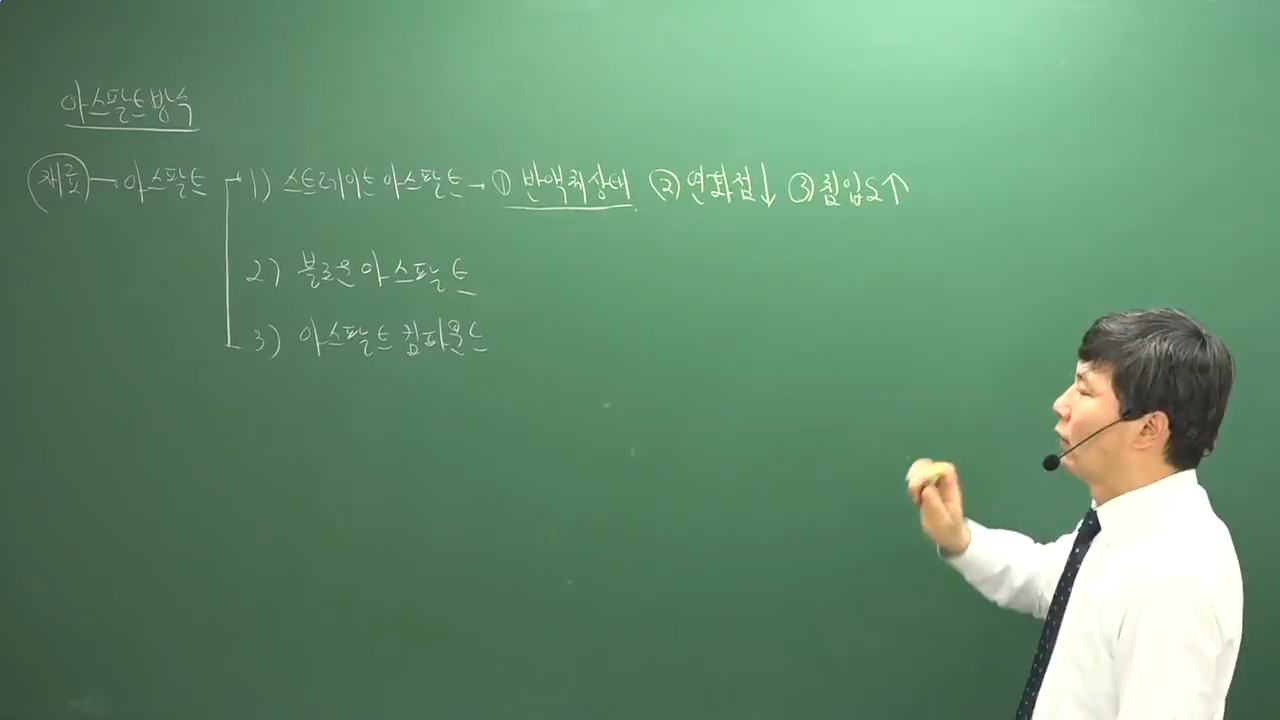 아스팔트방수
재료 → 아스팔트 1) 스트레이트 아스팔트 → ① 반액체상태 ② 연화점↓ ③ 침입도↑
2) 블로운 아스팔트
3) 아스팔트 컴파운드